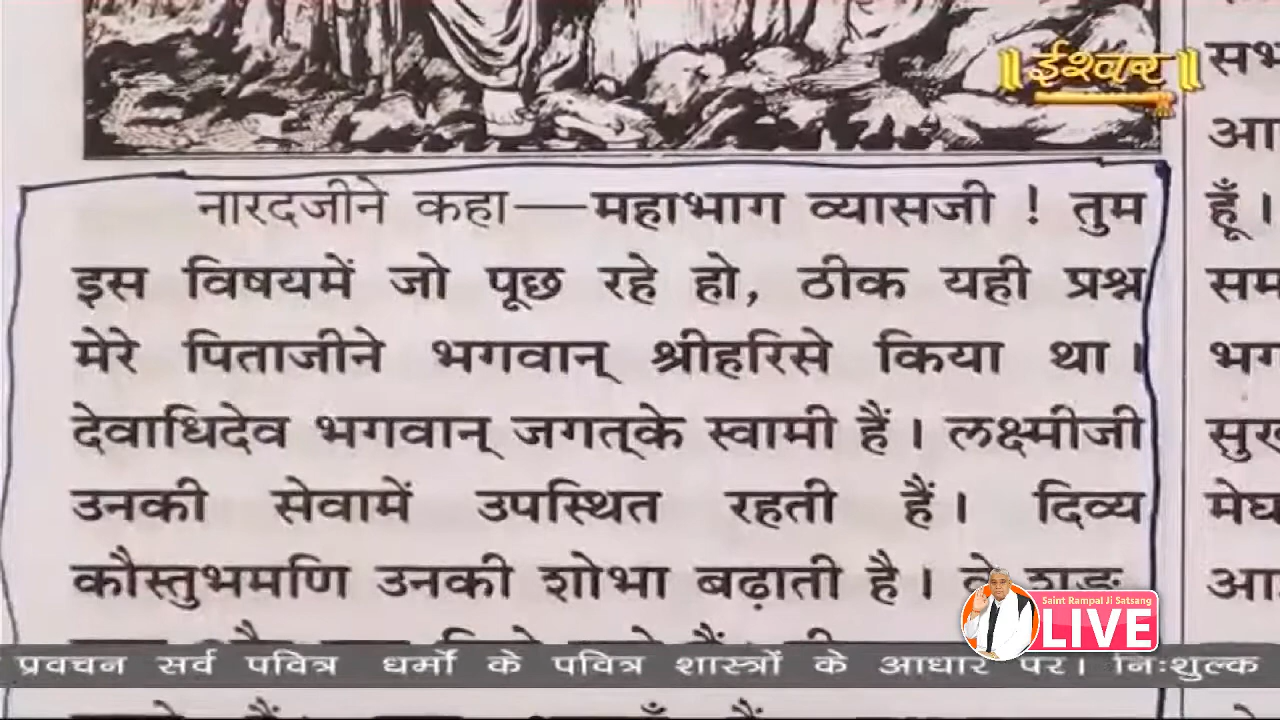 ॥ईश्वर॥
नारदजीने कहा—महाभाग व्यासजी ! तुम
इस विषयमें जो पूछ रहे हो, ठीक यही प्रश्न
मेरे पिताजीने भगवान् श्रीहरिसे किया था।
देवाधिदेव भगवान् जगत्‌के स्वामी हैं। लक्ष्मीजी
उनकी सेवामें उपस्थित रहती हैं। दिव्य
कौस्तुभमणि उनकी शोभा बढ़ाती है। वे
हूँ।
Saint Rampal Ji Satsang
LIVE
प्रवचन सर्व पवित्र धर्मों के पवित्र शास्त्रों के आधार पर। निःशुल्क